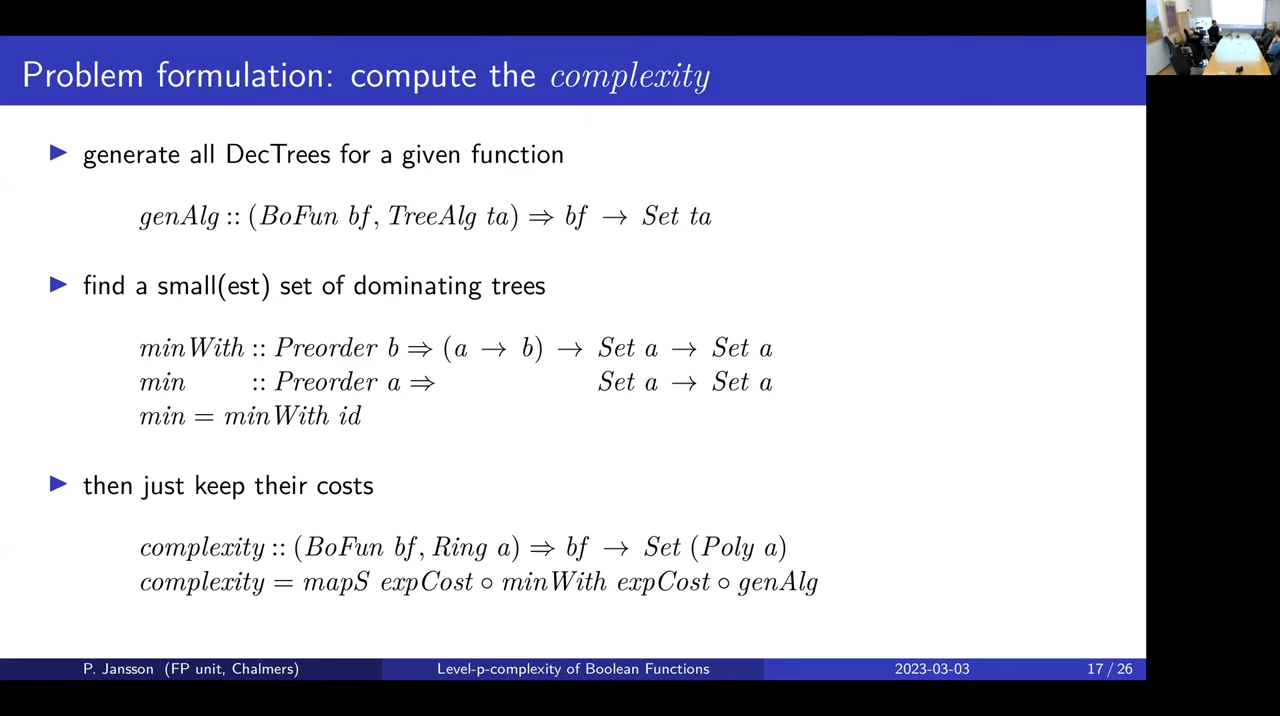 Problem formulation: compute the complexity
▶ generate all DecTrees for a given function
genAlg :: (BoFun bf, TreeAlg ta) ⇒ bf → Set ta
▶ find a small(est) set of dominating trees
minWith :: Preorder b ⇒ (a → b) → Set a → Set a
min :: Preorder a ⇒ Set a → Set a
min = minWith id
▶ then just keep their costs
complexity :: (BoFun bf, Ring a) ⇒ bf → Set (Poly a)
complexity = mapS expCost ∘ minWith expCost ∘ genAlg
P. Jansson (FP unit, Chalmers) Level-p-complexity of Boolean Functions 2023-03-03 17 / 26